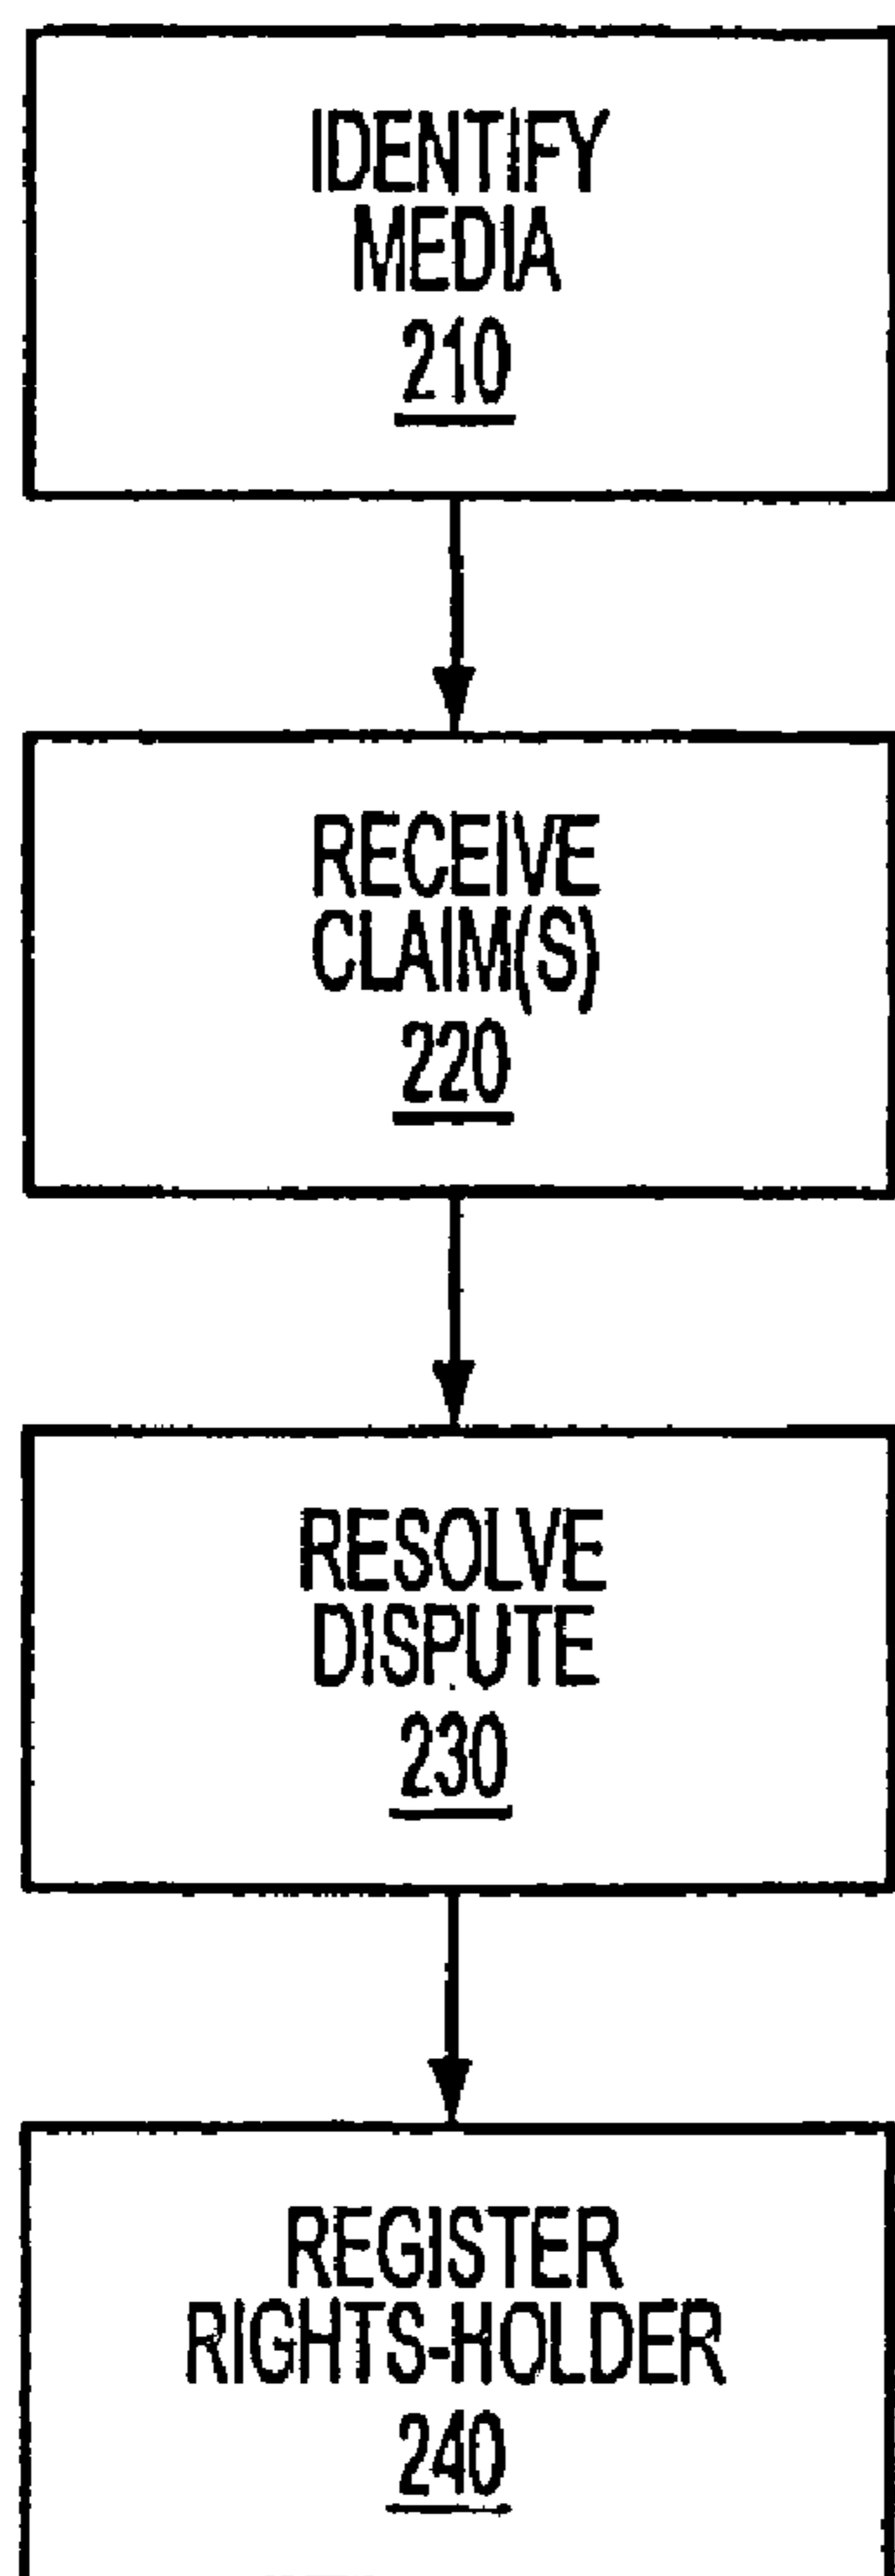 IDENTIFY
MEDIA
210
RECEIVE
CLAIM(S)
220
RESOLVE
DISPUTE
230
REGISTER
RIGHTS-HOLDER
240